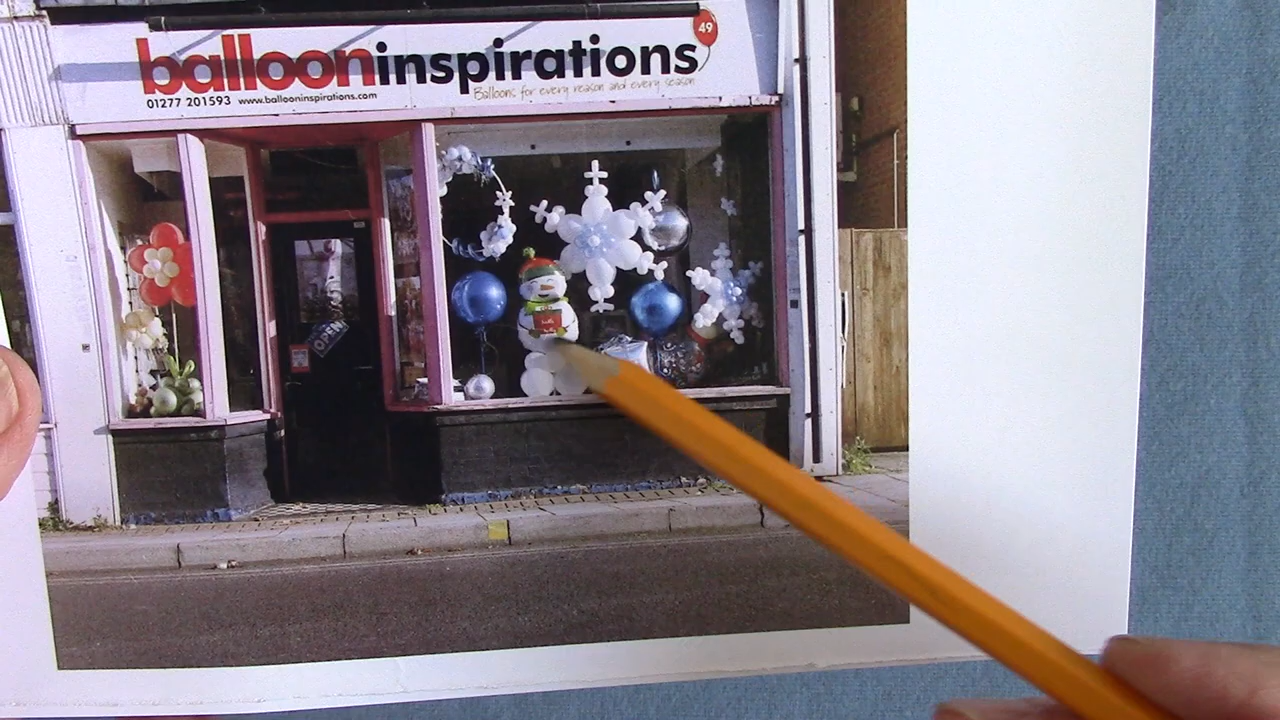 49
ballooninspirations
Balloons for every reason and every season
01277 201593 www.ballooninspirations.com
OPEN